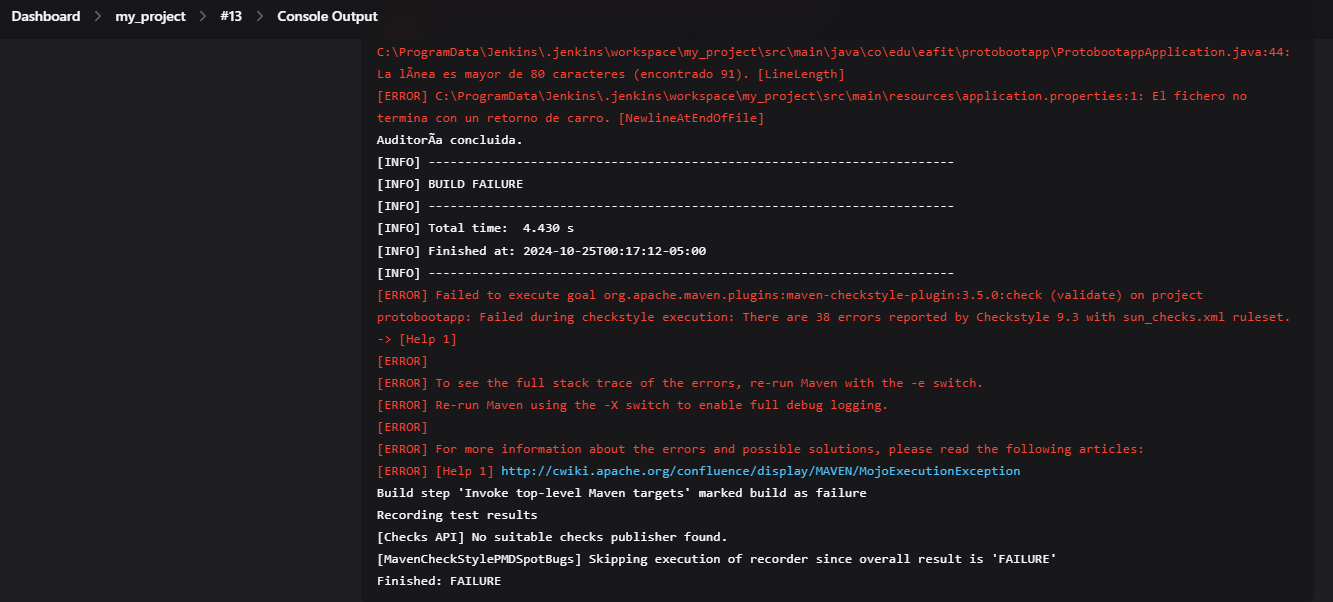 Dashboard > my_project > #13 > Console Output
C:\ProgramData\Jenkins\.jenkins\workspace\my_project\src\main\java\co\edu\eafit\protobootapp\ProtobootappApplication.java:44:
La lÃnea es mayor de 80 caracteres (encontrado 91). [LineLength]
[ERROR] C:\ProgramData\Jenkins\.jenkins\workspace\my_project\src\main\resources\application.properties:1: El fichero no
termina con un retorno de carro. [NewlineAtEndOfFile]
AuditorÃa concluida.
[INFO] ------------------------------------------------------------------------
[INFO] BUILD FAILURE
[INFO] ------------------------------------------------------------------------
[INFO] Total time:  4.430 s
[INFO] Finished at: 2024-10-25T00:17:12-05:00
[INFO] ------------------------------------------------------------------------
[ERROR] Failed to execute goal org.apache.maven.plugins:maven-checkstyle-plugin:3.5.0:check (validate) on project
protobootapp: Failed during checkstyle execution: There are 38 errors reported by Checkstyle 9.3 with sun_checks.xml ruleset.
-> [Help 1]
[ERROR]
[ERROR] To see the full stack trace of the errors, re-run Maven with the -e switch.
[ERROR] Re-run Maven using the -X switch to enable full debug logging.
[ERROR]
[ERROR] For more information about the errors and possible solutions, please read the following articles:
[ERROR] [Help 1] http://cwiki.apache.org/confluence/display/MAVEN/MojoExecutionException
Build step 'Invoke top-level Maven targets' marked build as failure
Recording test results
[Checks API] No suitable checks publisher found.
[MavenCheckStylePMDSpotBugs] Skipping execution of recorder since overall result is 'FAILURE'
Finished: FAILURE